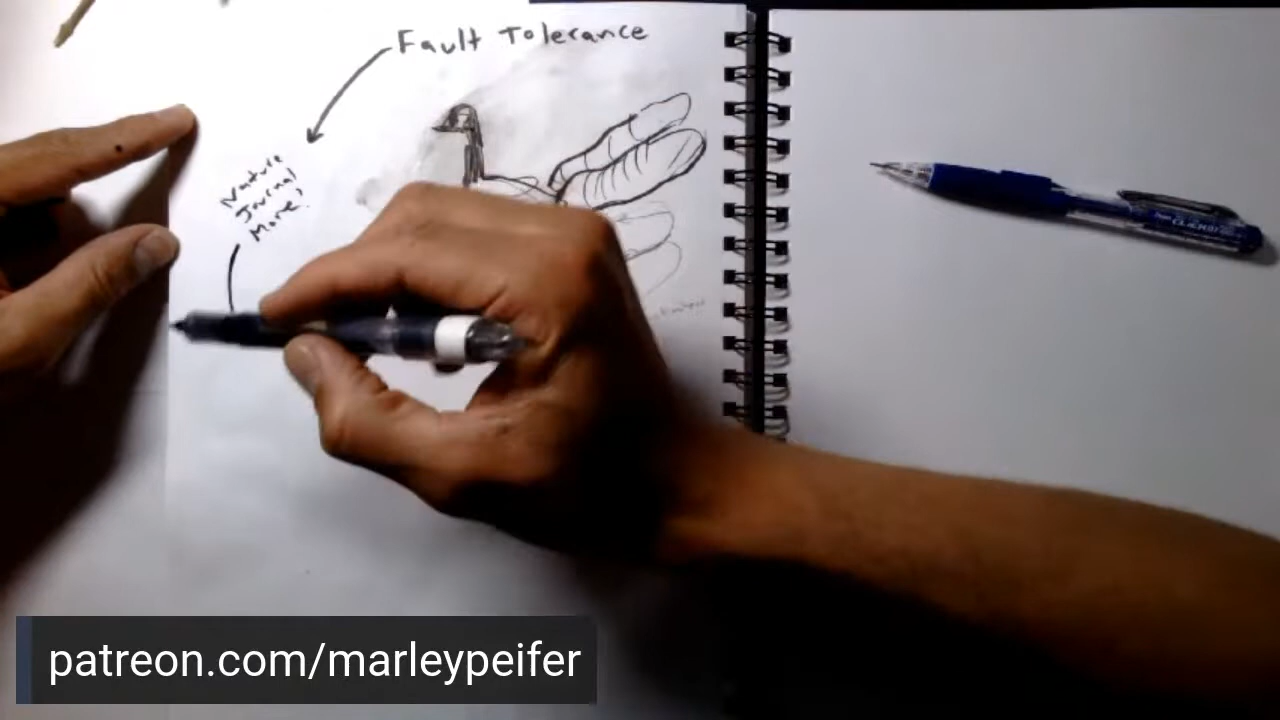 Fault Tolerance
Nature
Journal
More?
patreon.com/marleypeifer